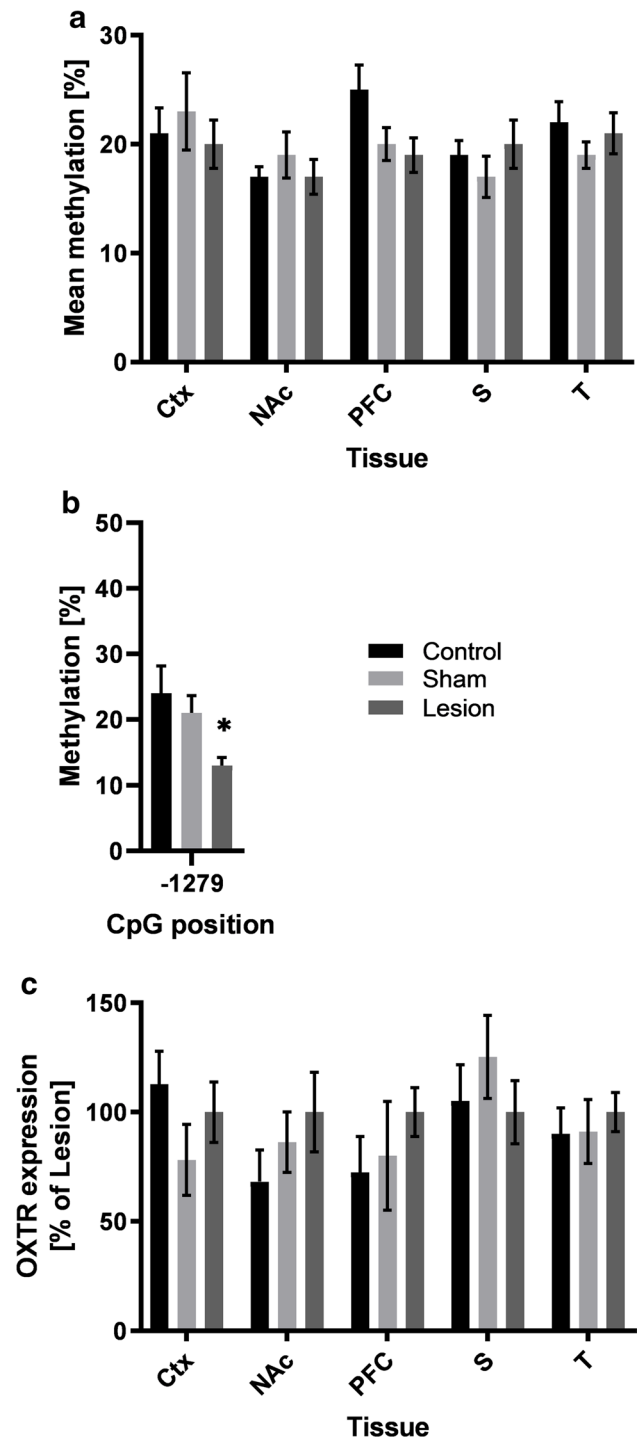 a
Mean methylation [%]
30
20
10
0
Ctx
NAc
PFC
S
T
Tissue
b
Methylation [%]
50
40
30
20
10
0
*
-1279
CpG position
Control
Sham
Lesion
c
OXTR expression
[% of Lesion]
150
100
50
0
Ctx
NAc
PFC
S
T
Tissue